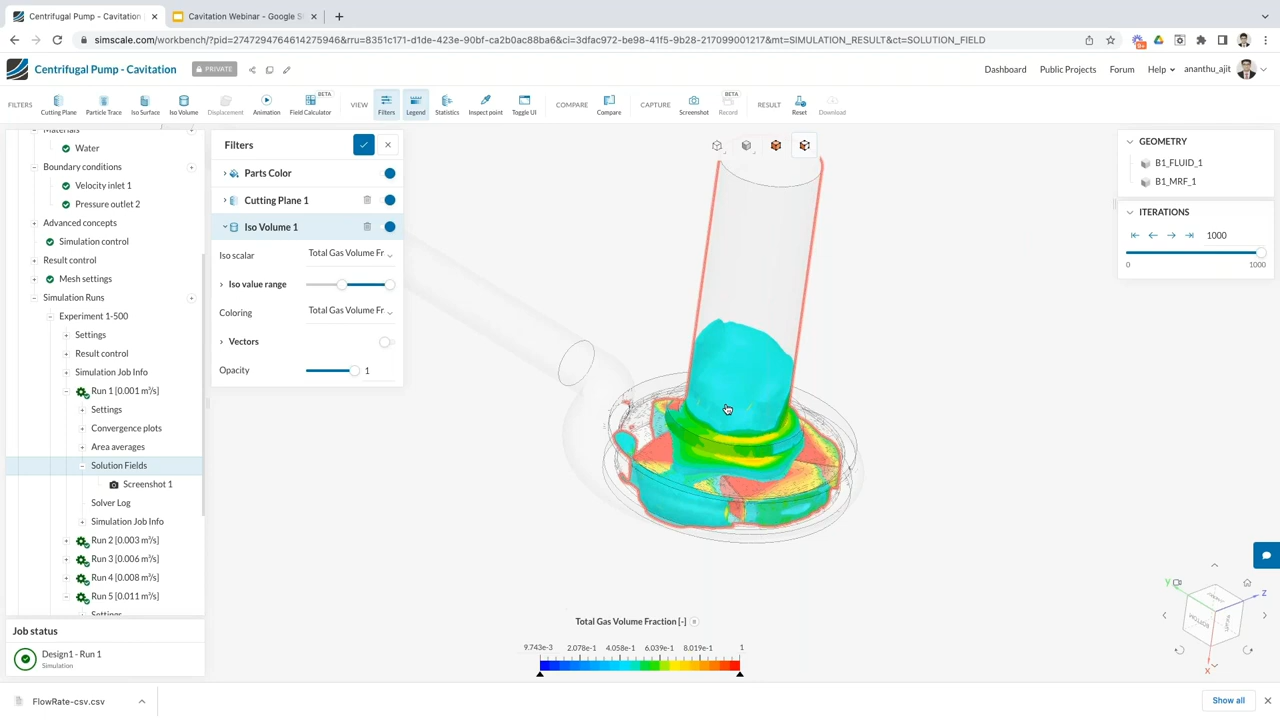 Centrifugal Pump - Cavitation
Cavitation Webinar - Google S
simscale.com/workbench/?pid=2747294764614275946&rru=8351c171-d1de-423e-90bf-ca2b0ac88ba6&ci=3dfac972-be98-41f5-9b28-217099001217&mt=SIMULATION_RESULT&ct=SOLUTION_FIELD
Centrifugal Pump - Cavitation
PRIVATE
Dashboard
Public Projects
Forum
Help
ananthu_ajit
FILTERS
Cutting Plane
Particle Trace
Iso Surface
Iso Volume
Displacement
Animation
BETA
Field Calculator
VIEW
Filters
Legend
Statistics
Inspect point
Toggle UI
COMPARE
Compare
CAPTURE
Screenshot
BETA
Record
RESULT
Reset
Download
Materials
Water
Boundary conditions
Velocity inlet 1
Pressure outlet 2
Advanced concepts
Simulation control
Result control
Mesh settings
Simulation Runs
Experiment 1-500
Settings
Result control
Simulation Job Info
Run 1 [0.001 m³/s]
Settings
Convergence plots
Area averages
Solution Fields
Screenshot 1
Solver Log
Simulation Job Info
Run 2 [0.003 m³/s]
Run 3 [0.006 m³/s]
Run 4 [0.008 m³/s]
Run 5 [0.011 m³/s]
Settings
Job status
Design1 - Run 1
Simulation
Filters
Parts Color
Cutting Plane 1
Iso Volume 1
Iso scalar
Total Gas Volume Fr
Iso value range
Coloring
Total Gas Volume Fr
Vectors
Opacity
1
GEOMETRY
B1_FLUID_1
B1_MRF_1
ITERATIONS
1000
0
1000
Total Gas Volume Fraction [-]
9.743e-3
2.078e-1
4.058e-1
6.039e-1
8.019e-1
1
y
Z
BOTTOM
X
FlowRate-csv.csv
Show all